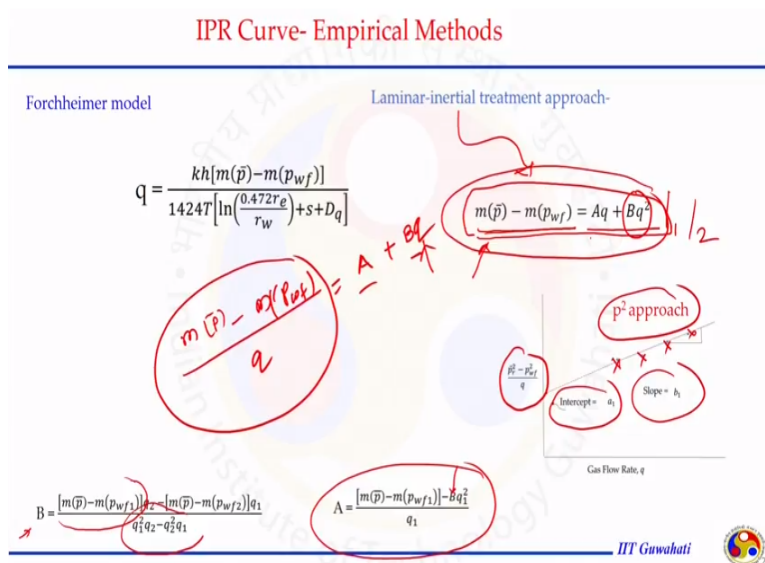 IPR Curve- Empirical Methods
Forchheimer model
Laminar-inertial treatment approach-
q = kh[m(p̄)−m(p_wf)] / 1424T[ln(0.472r_e / r_w)+s+D_q]
m(p̄) − m(p_wf) = Aq + Bq²
1/2
m(p̄) − m(p_wf) / q = A + Bq
p² approach
p̄_r² − p_wf² / q
Intercept = a₁
Slope = b₁
Gas Flow Rate, q
B = [m(p̄)−m(p_wf1)]q₂−[m(p̄)−m(p_wf2)]q₁ / q₁²q₂−q₂²q₁
A = [m(p̄)−m(p_wf1)]−Bq₁² / q₁
IIT Guwahati